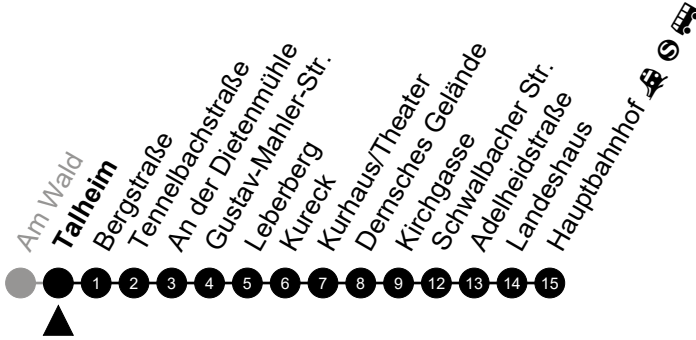 Am Wald
Talheim
Bergstraße
Tennelbachstraße
An der Dietenmühle
Gustav-Mahler-Str.
Leberberg
Kureck
Kurhaus/Theater
Dernsches Gelände
Kirchgasse
Schwalbacher Str.
Adelheidstraße
Landeshaus
Hauptbahnhof S
1 2 3 4 5 6 7 8 9 12 13 14 15